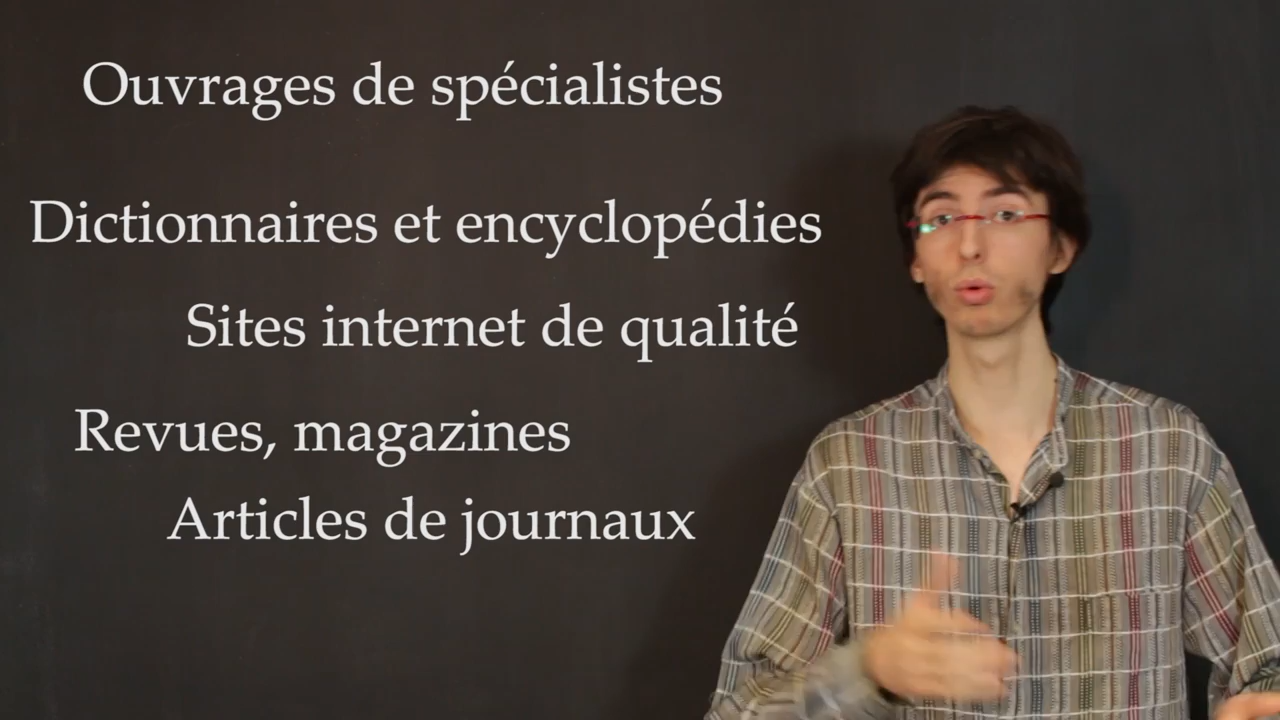 Ouvrages de spécialistes
Dictionnaires et encyclopédies
Sites internet de qualité
Revues, magazines
Articles de journaux